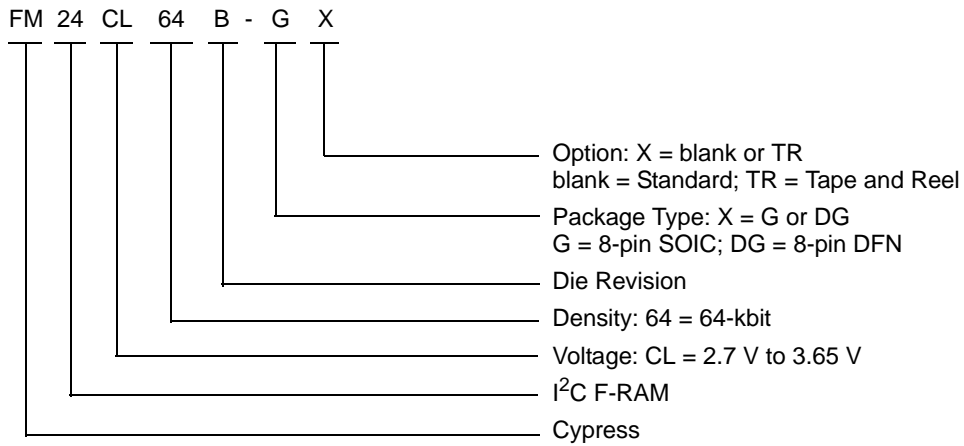 FM 24 CL 64 B - G X
Option: X = blank or TR
blank = Standard; TR = Tape and Reel
Package Type: X = G or DG
G = 8-pin SOIC; DG = 8-pin DFN
Die Revision
Density: 64 = 64-kbit
Voltage: CL = 2.7 V to 3.65 V
I²C F-RAM
Cypress